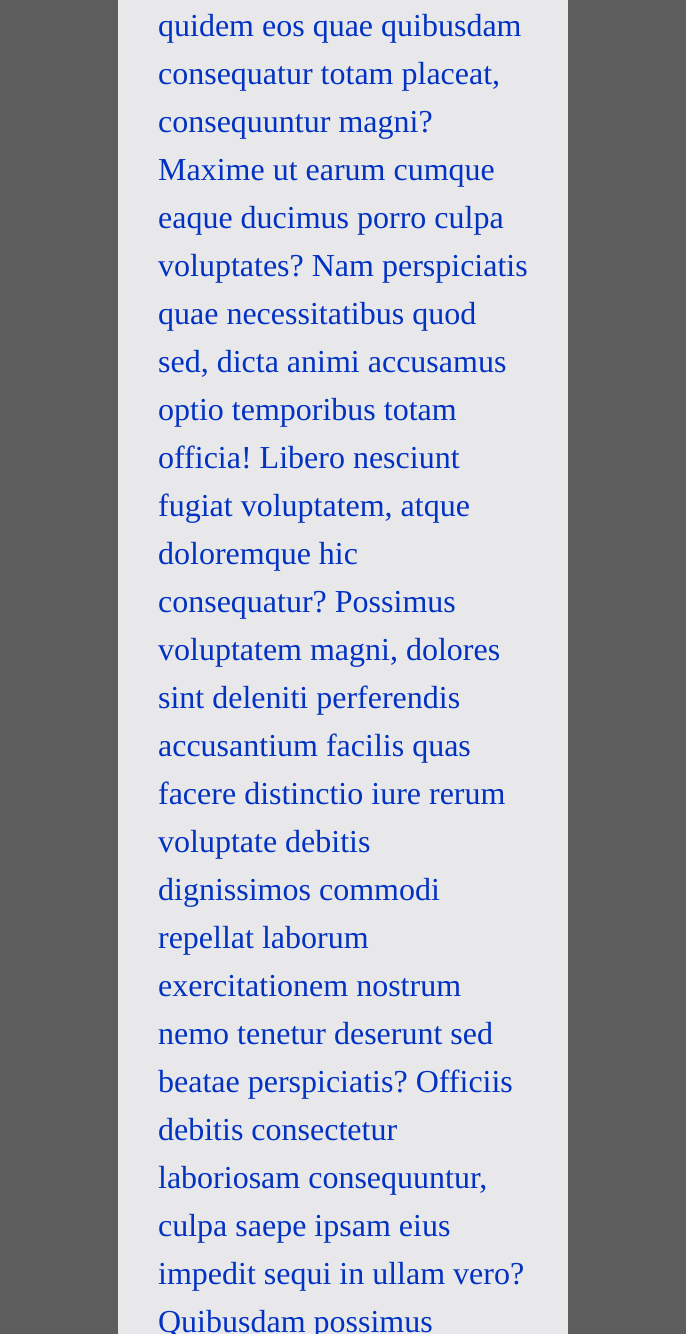 quidem eos quae quibusdam
consequatur totam placeat,
consequuntur magni?
Maxime ut earum cumque
eaque ducimus porro culpa
voluptates? Nam perspiciatis
quae necessitatibus quod
sed, dicta animi accusamus
optio temporibus totam
officia! Libero nesciunt
fugiat voluptatem, atque
doloremque hic
consequatur? Possimus
voluptatem magni, dolores
sint deleniti perferendis
accusantium facilis quas
facere distinctio iure rerum
voluptate debitis
dignissimos commodi
repellat laborum
exercitationem nostrum
nemo tenetur deserunt sed
beatae perspiciatis? Officiis
debitis consectetur
laboriosam consequuntur,
culpa saepe ipsam eius
impedit sequi in ullam vero?
Quibusdam possimus